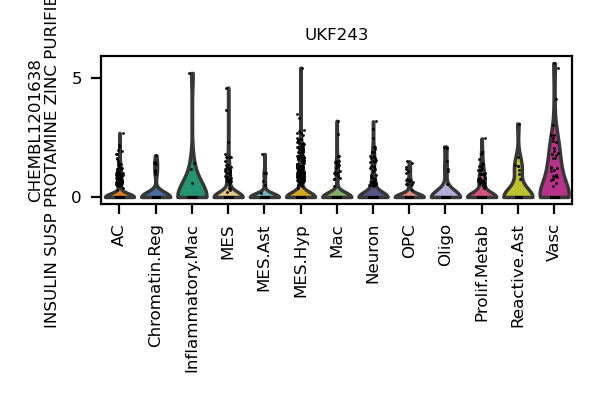 UKF243
CHEMBL1201638
INSULIN SUSP PROTAMINE ZINC PURIFIE
5
0
AC
Chromatin.Reg
Inflammatory.Mac
MES
MES.Ast
MES.Hyp
Mac
Neuron
OPC
Oligo
Prolif.Metab
Reactive.Ast
Vasc